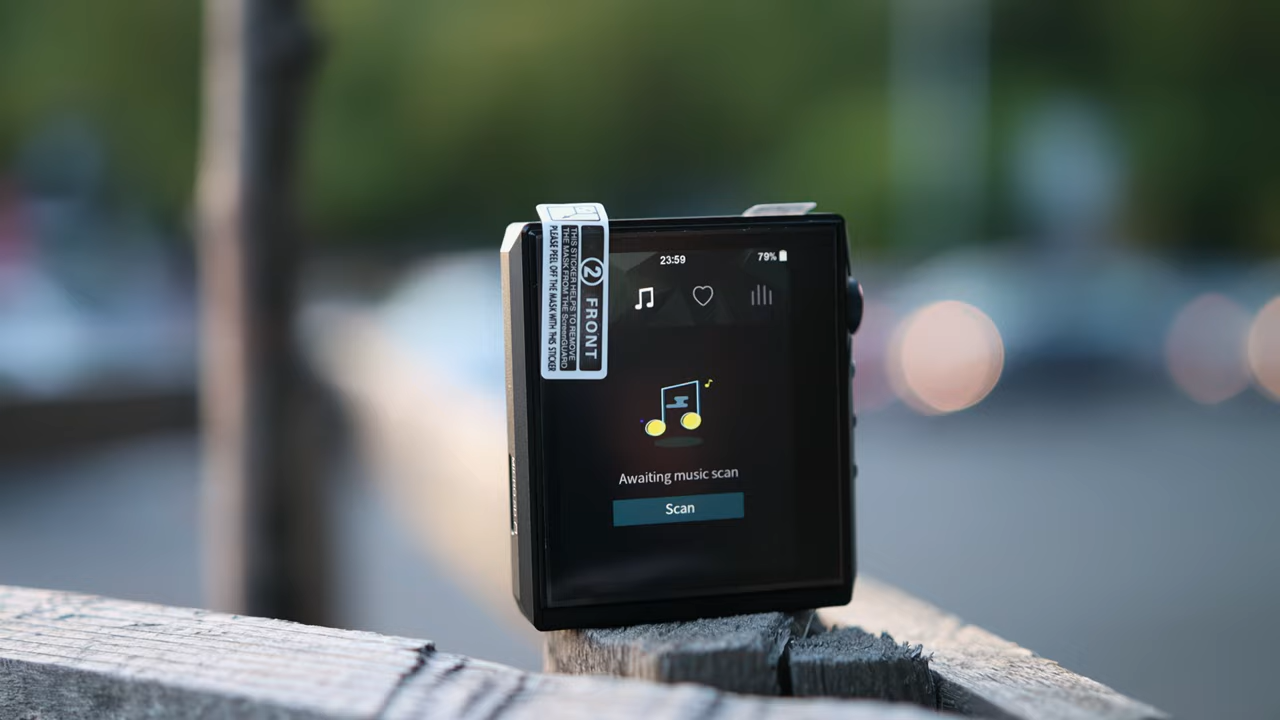 23:59
79%
② FRONT
THIS STICKER HELPS TO REMOVE
THE MASK FROM THE ScreenGUARD
PLEASE PEEL OFF THE MASK WITH THIS STICKER
Awaiting music scan
Scan